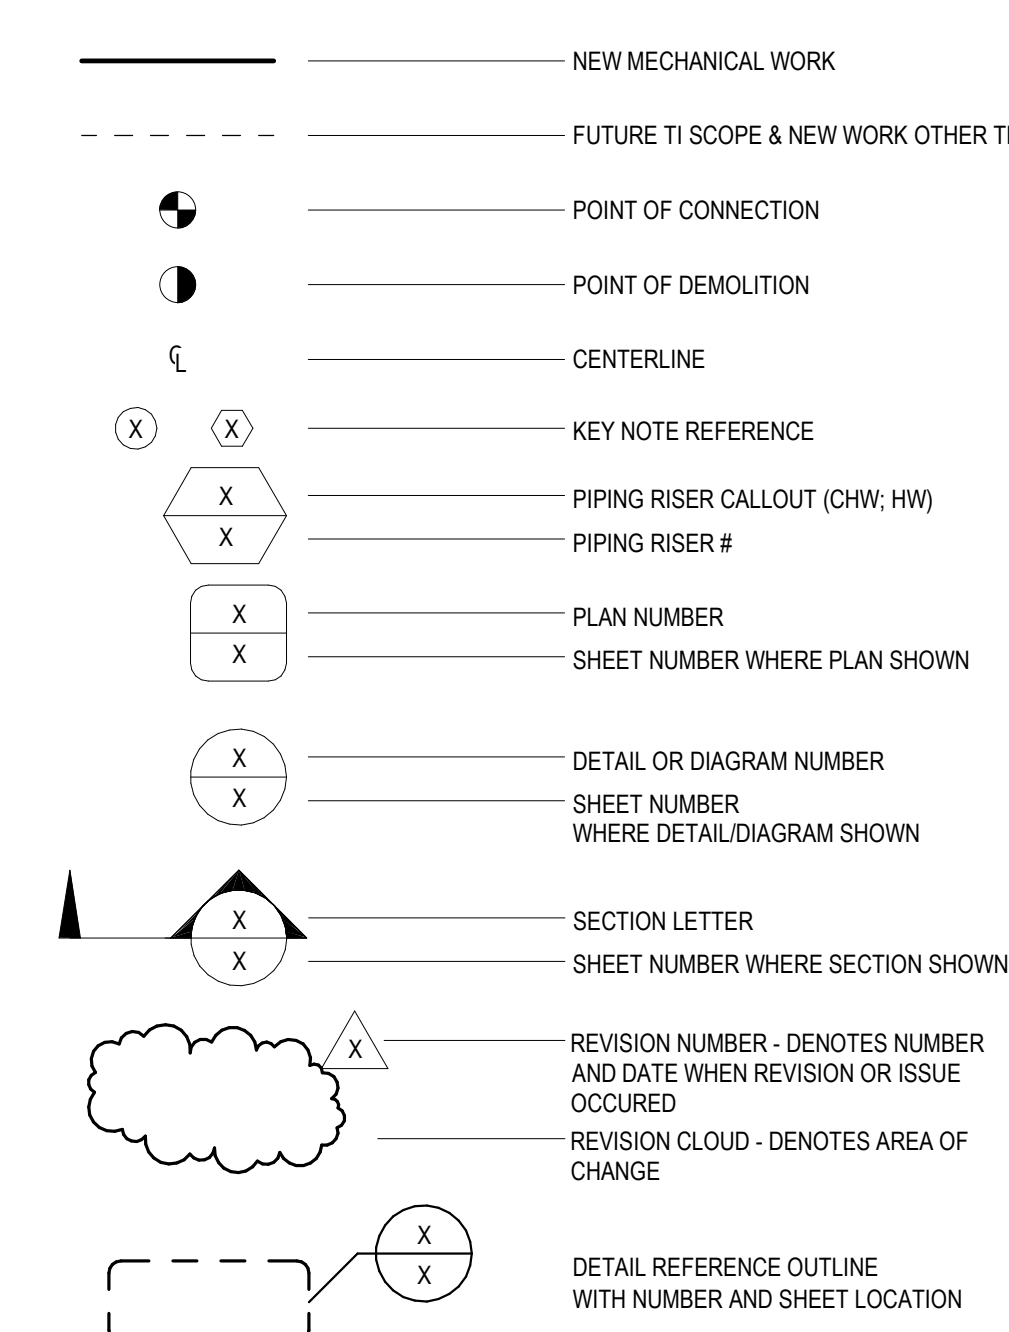 NEW MECHANICAL WORK
FUTURE TI SCOPE & NEW WORK OTHER
POINT OF CONNECTION
POINT OF DEMOLITION
℄ CENTERLINE
X X KEY NOTE REFERENCE
X PIPING RISER CALLOUT (CHW; HW)
X PIPING RISER #
X PLAN NUMBER
X SHEET NUMBER WHERE PLAN SHOWN
X DETAIL OR DIAGRAM NUMBER
X SHEET NUMBER
WHERE DETAIL/DIAGRAM SHOWN
X SECTION LETTER
X SHEET NUMBER WHERE SECTION SHOWN
X REVISION NUMBER - DENOTES NUMBER
AND DATE WHEN REVISION OR ISSUE
OCCURED
REVISION CLOUD - DENOTES AREA OF
CHANGE
X
X
DETAIL REFERENCE OUTLINE
WITH NUMBER AND SHEET LOCATION